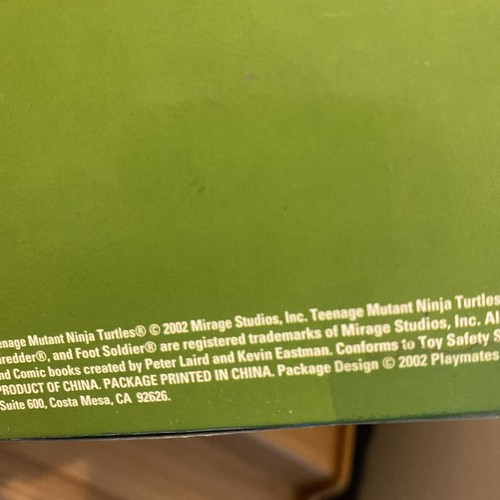 enage Mutant Ninja Turtles® © 2002 Mirage Studios, Inc. Teenage Mutant Ninja Turtles
redder®, and Foot Soldier® are registered trademarks of Mirage Studios, Inc. Al
nd Comic books created by Peter Laird and Kevin Eastman. Conforms to Toy Safety S
PRODUCT OF CHINA. PACKAGE PRINTED IN CHINA. Package Design © 2002 Playmates
Suite 600, Costa Mesa, CA 92626.